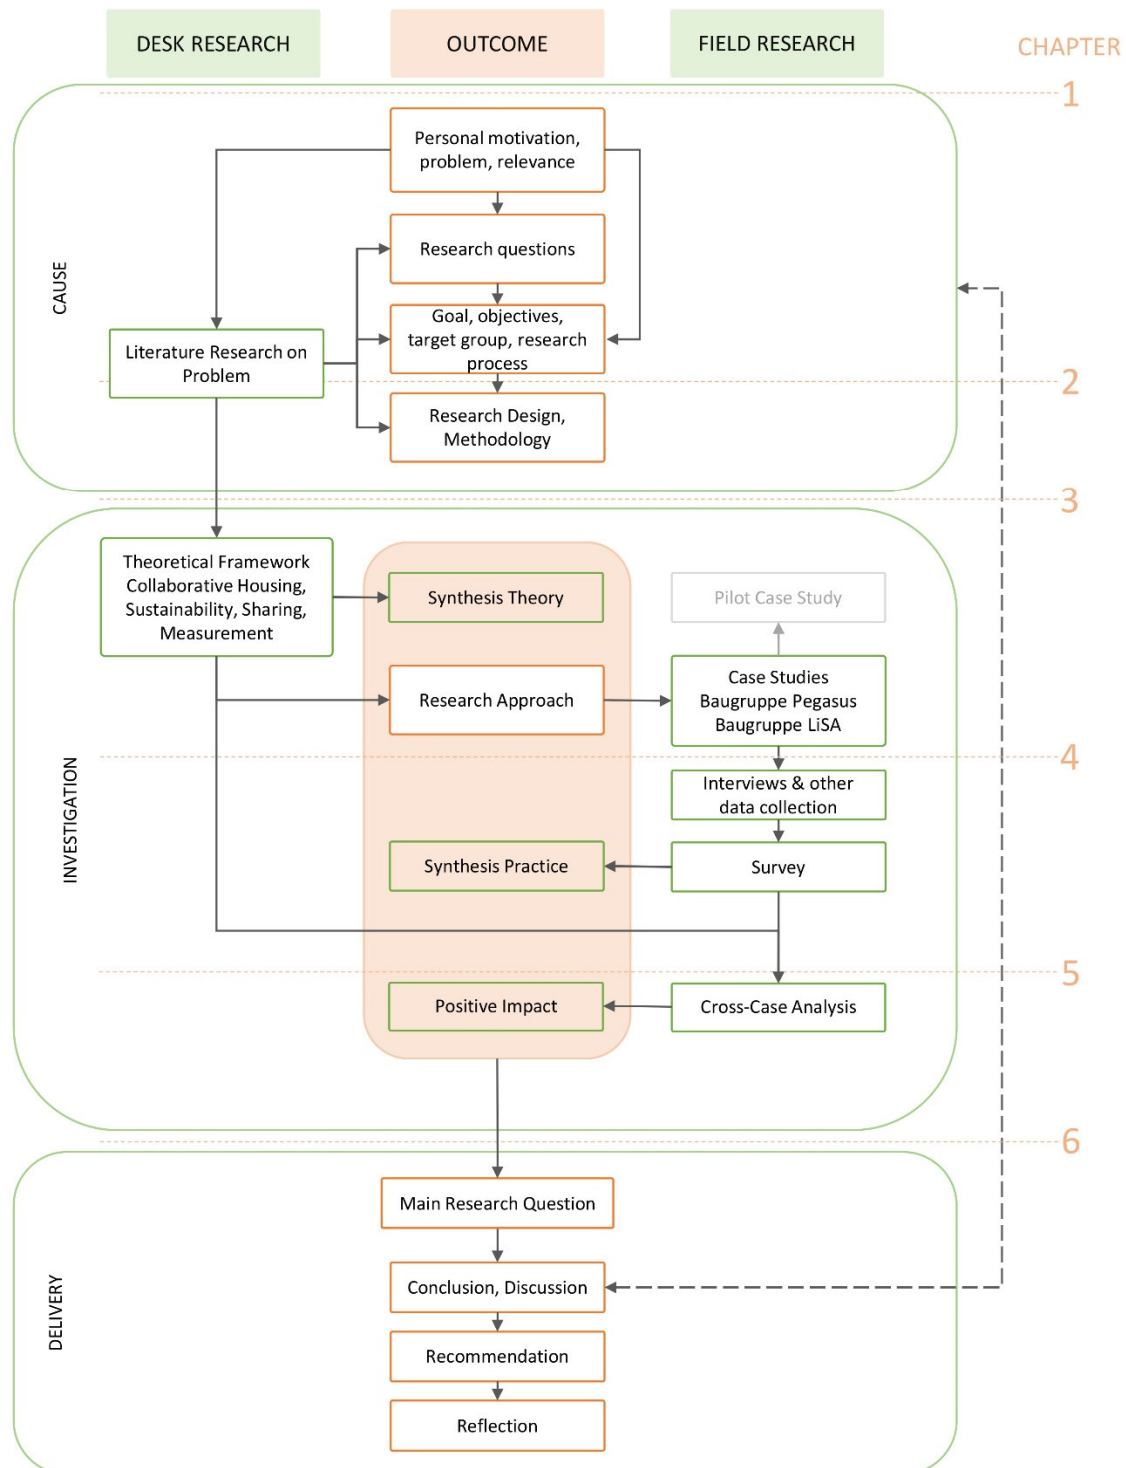 DESK RESEARCH
OUTCOME
FIELD RESEARCH
CHAPTER
1
Personal motivation,
problem, relevance
Research questions
CAUSE
Goal, objectives,
target group, research
process
Literature Research on
Problem
2
Research Design,
Methodology
3
Theoretical Framework
Collaborative Housing,
Sustainability, Sharing,
Measurement
Synthesis Theory
Pilot Case Study
Research Approach
Case Studies
Baugruppe Pegasus
Baugruppe LiSA
4
INVESTIGATION
Interviews & other
data collection
Synthesis Practice
Survey
5
Positive Impact
Cross-Case Analysis
6
Main Research Question
DELIVERY
Conclusion, Discussion
Recommendation
Reflection